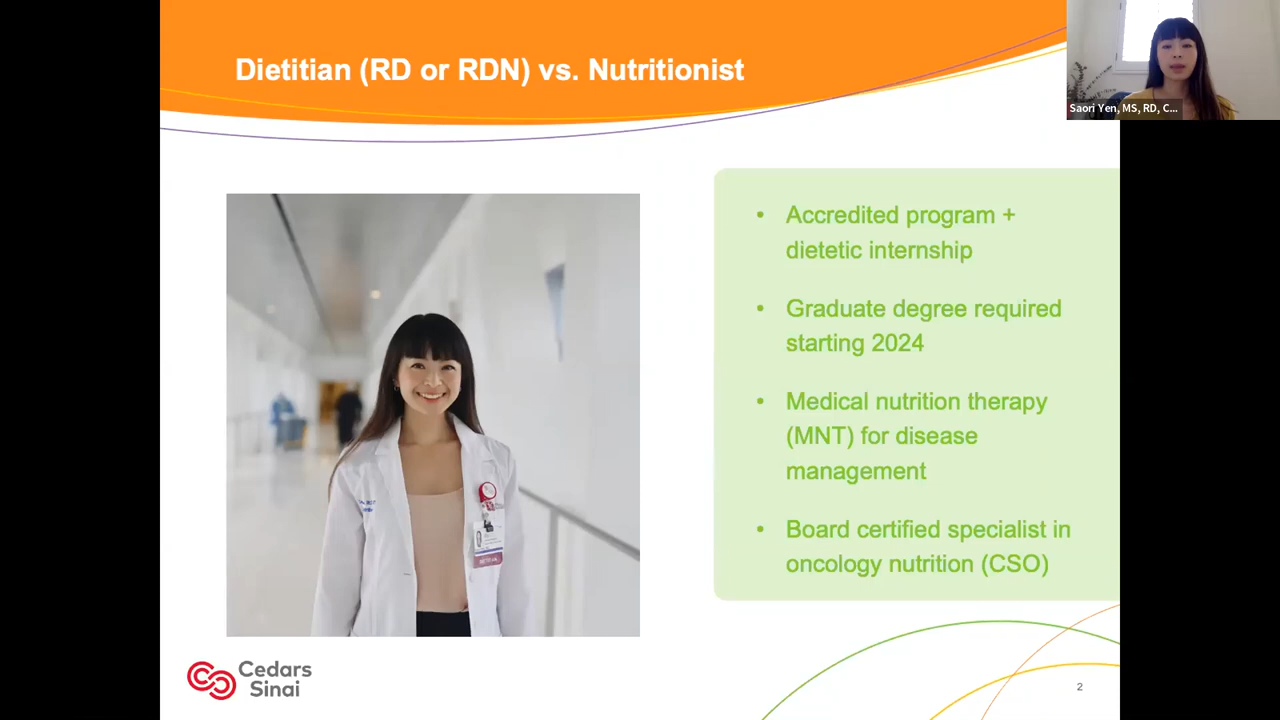 Dietitian (RD or RDN) vs. Nutritionist
Saori Yen, MS, RD, C...
• Accredited program +
dietetic internship
• Graduate degree required
starting 2024
• Medical nutrition therapy
(MNT) for disease
management
• Board certified specialist in
oncology nutrition (CSO)
Cedars
Sinai
2